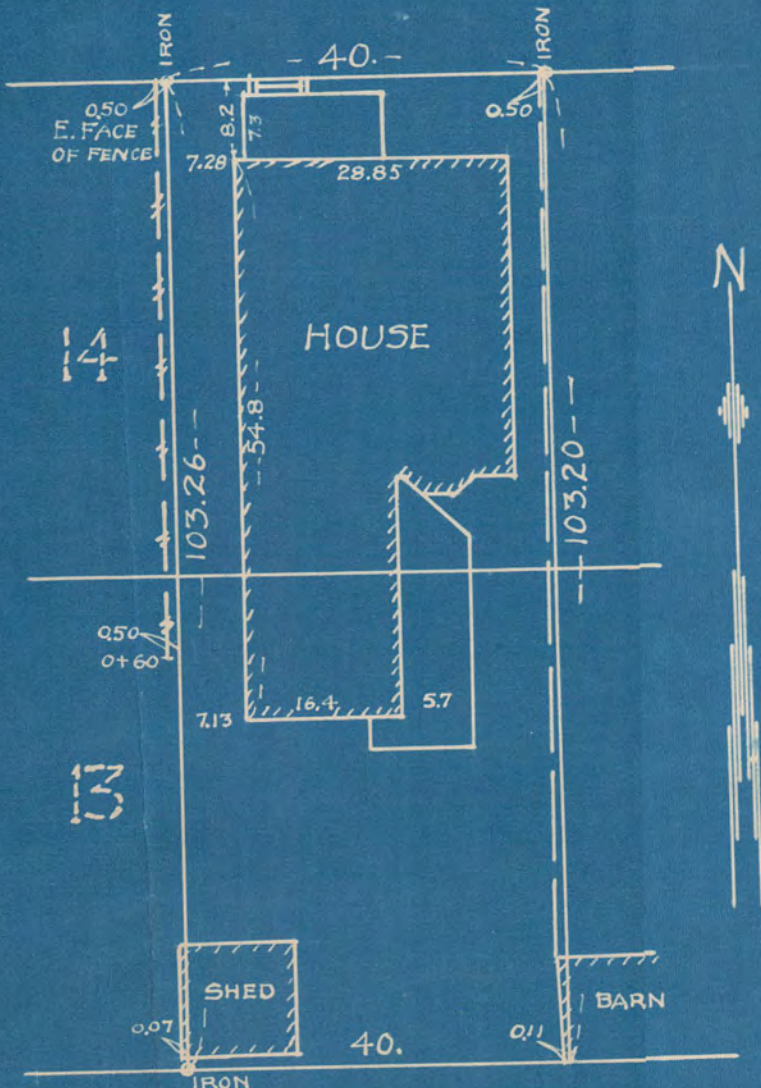 IRON
- 40. -
IRON
0.50
E. FACE
OF FENCE
8.2
7.3
0.50
7.28
28.85
HOUSE
N
14
54.8
103.26
103.20
0.50
0+60
7.13
16.4
5.7
13
SHED
BARN
0.07
40.
0.11
IRON